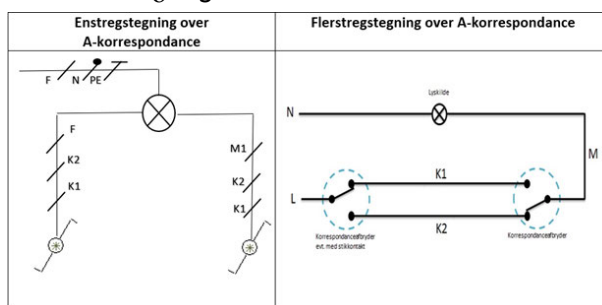 Enstregstegning over
A-korrespondance
Flerstregstegning over A-korrespondance
F N PE
F
K2
K1
M1
K2
K1
Lyskilde
N
M
K1
L
K2
Korrespondanceafbryder
evt. med stikkontakt
Korrespondanceafbryder